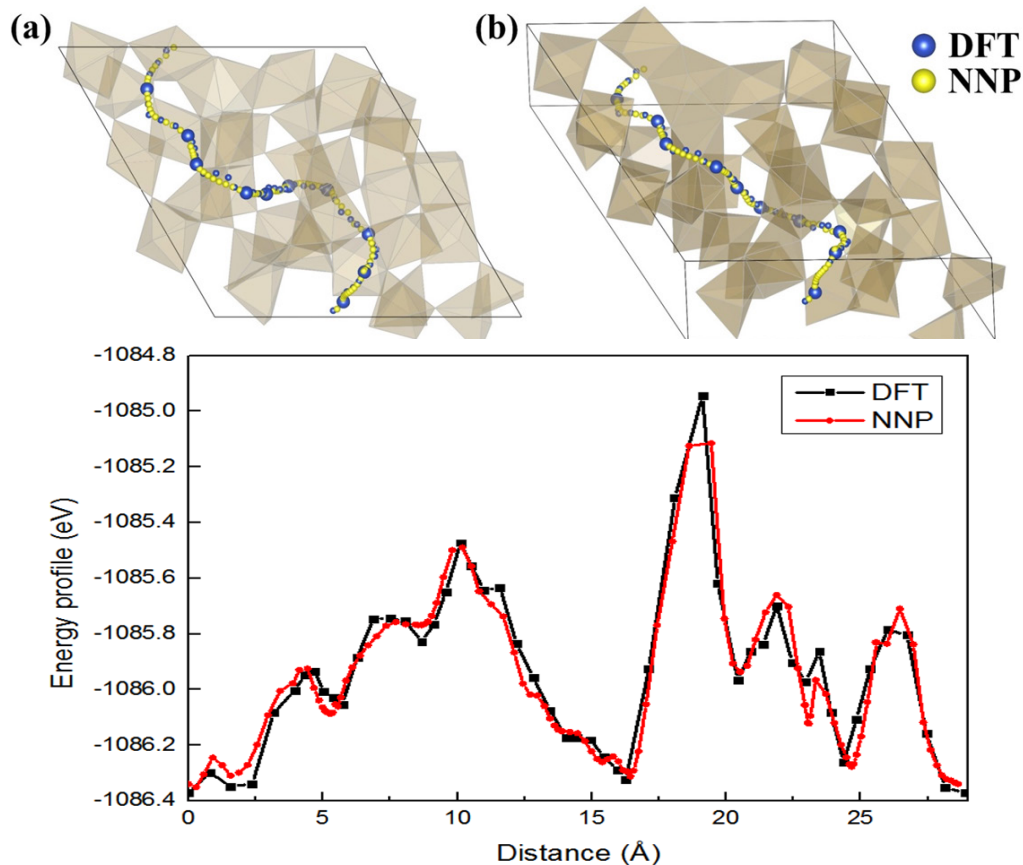 (a)
(b)
DFT
NNP
-1084.8
-1085.0
-1085.2
-1085.4
-1085.6
-1085.8
-1086.0
-1086.2
-1086.4
Energy profile (eV)
DFT
NNP
0 5 10 15 20 25
Distance (Å)